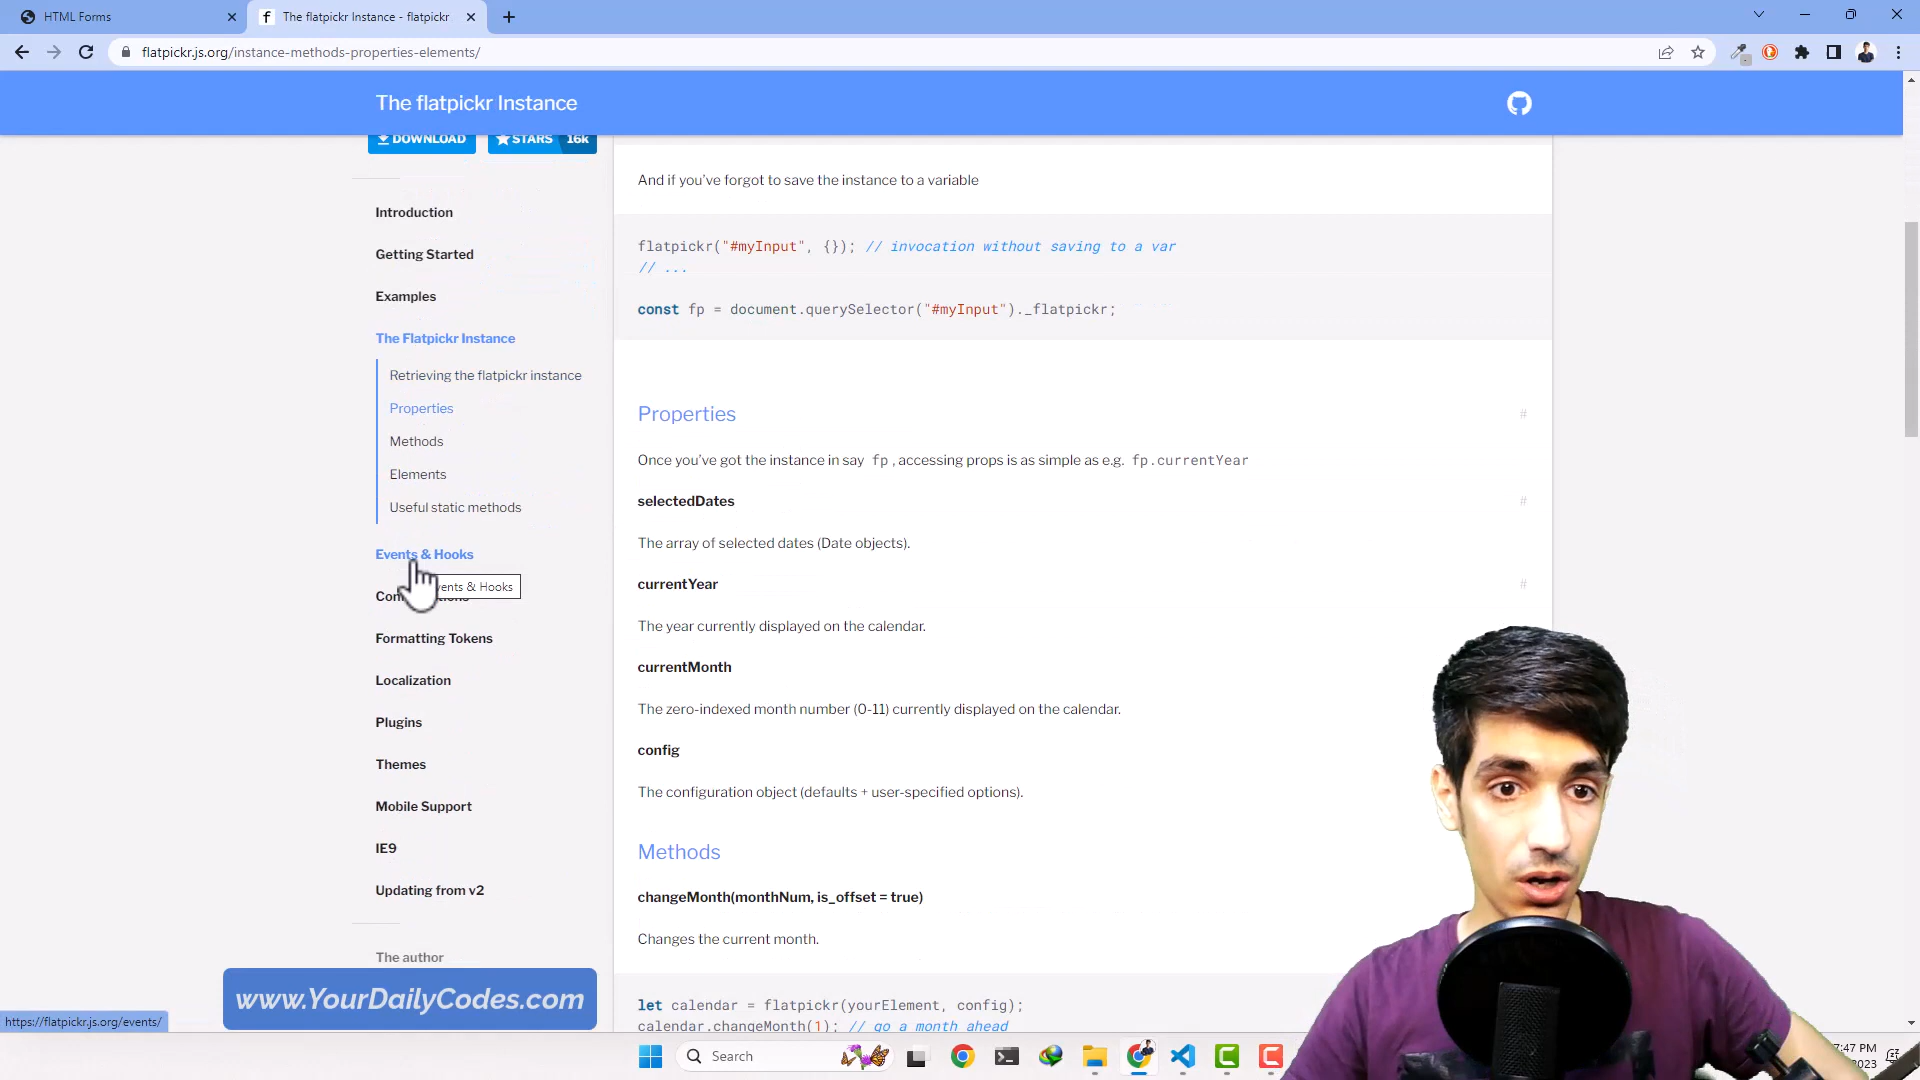 HTML Forms
f The flatpickr Instance - flatpickr
flatpickr.js.org/instance-methods-properties-elements/
The flatpickr Instance
DOWNLOAD
STARS 16k
Introduction
Getting Started
Examples
The Flatpickr Instance
Retrieving the flatpickr instance
Properties
Methods
Elements
Useful static methods
Events & Hooks
& Hooks
Formatting Tokens
Localization
Plugins
Themes
Mobile Support
IE9
Updating from v2
The author
www.YourDailyCodes.com
https://flatpickr.js.org/events/
And if you've forgot to save the instance to a variable
flatpickr("#myInput", {}); // invocation without saving to a var
// ...
const fp = document.querySelector("#myInput")._flatpickr;
Properties #
Once you've got the instance in say fp , accessing props is as simple as e.g. fp.currentYear
selectedDates #
The array of selected dates (Date objects).
currentYear #
The year currently displayed on the calendar.
currentMonth
The zero-indexed month number (0-11) currently displayed on the calendar.
config
The configuration object (defaults + user-specified options).
Methods
changeMonth(monthNum, is_offset = true)
Changes the current month.
let calendar = flatpickr(yourElement, config);
calendar.changeMonth(1); // go a month ahead
Search
:47 PM
2023